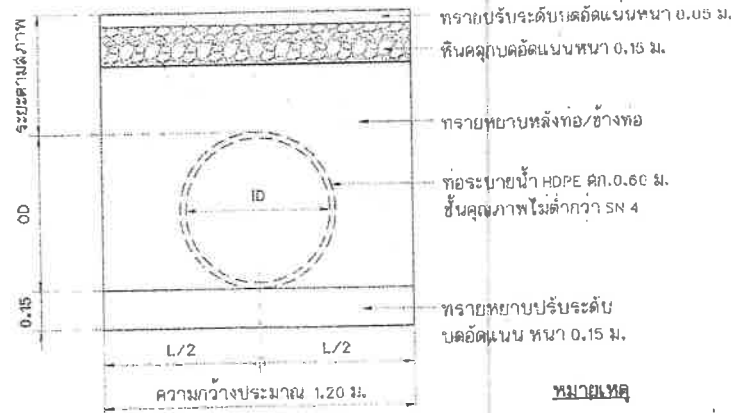 ทรายปรับระดับบดอัดแน่นหนา 0.05 ม.
หินคลุกบดอัดแน่นหนา 0.15 ม.
ระยะตามสภาพ
ทรายหยาบหลังท่อ/ข้างท่อ
ท่อระบายน้ำ HDPE ศก.0.60 ม.
ชั้นคุณภาพไม่ต่ำกว่า SN 4
ID
OD
0.15
ทรายหยาบปรับระดับ
บดอัดแน่น หนา 0.15 ม.
L/2 L/2
ความกว้างประมาณ 1.20 ม.
หมายเหตุ